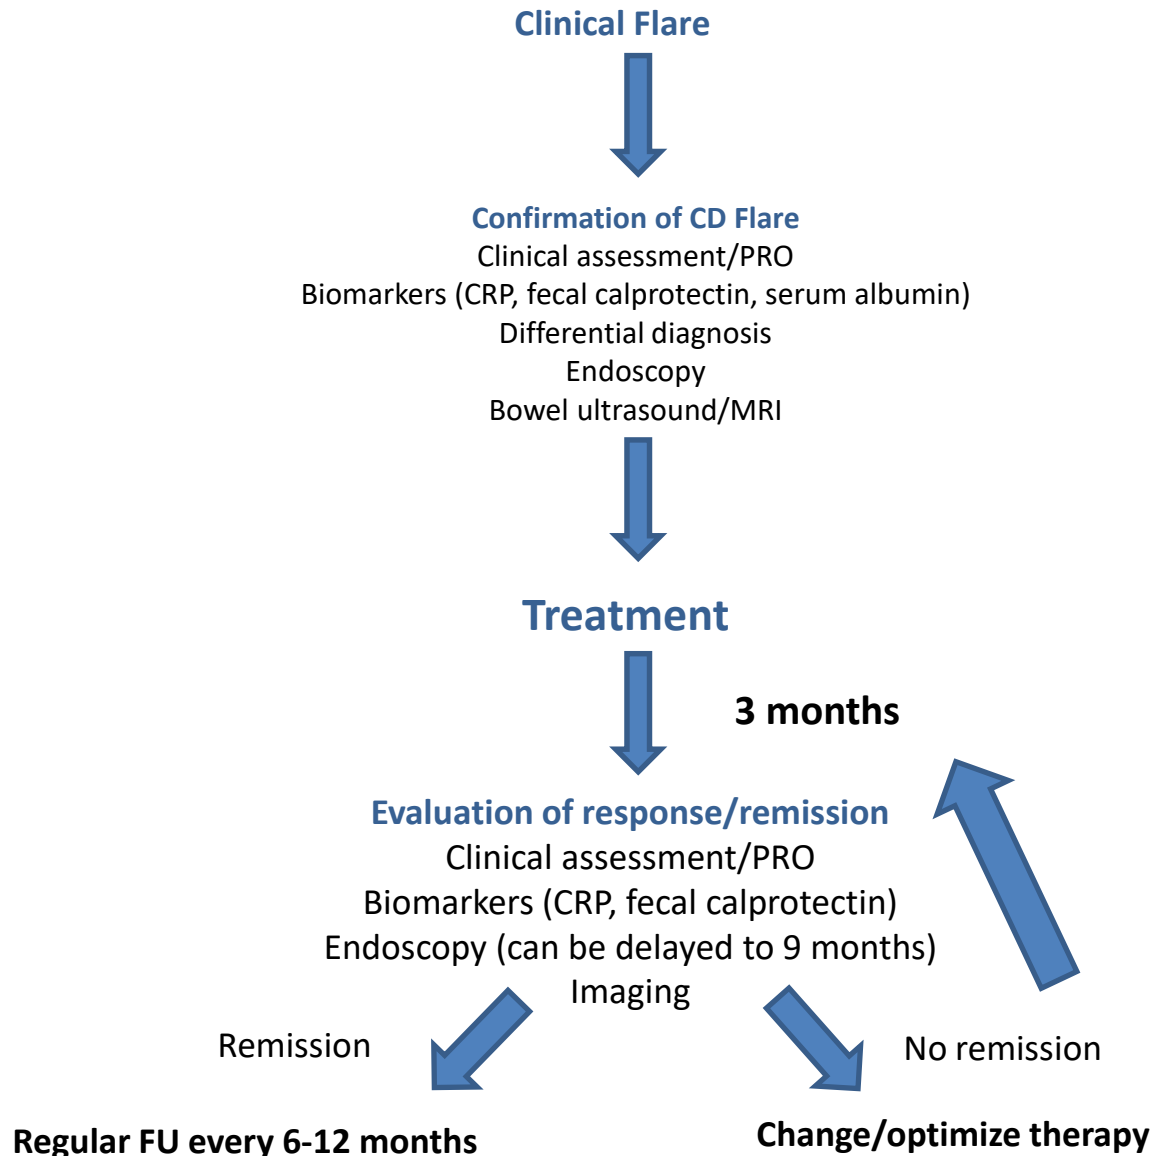 Clinical Flare
Confirmation of CD Flare
Clinical assessment/PRO
Biomarkers (CRP, fecal calprotectin, serum albumin)
Differential diagnosis
Endoscopy
Bowel ultrasound/MRI
Treatment
3 months
Evaluation of response/remission
Clinical assessment/PRO
Biomarkers (CRP, fecal calprotectin)
Endoscopy (can be delayed to 9 months)
Imaging
Remission
No remission
Regular FU every 6-12 months
Change/optimize therapy